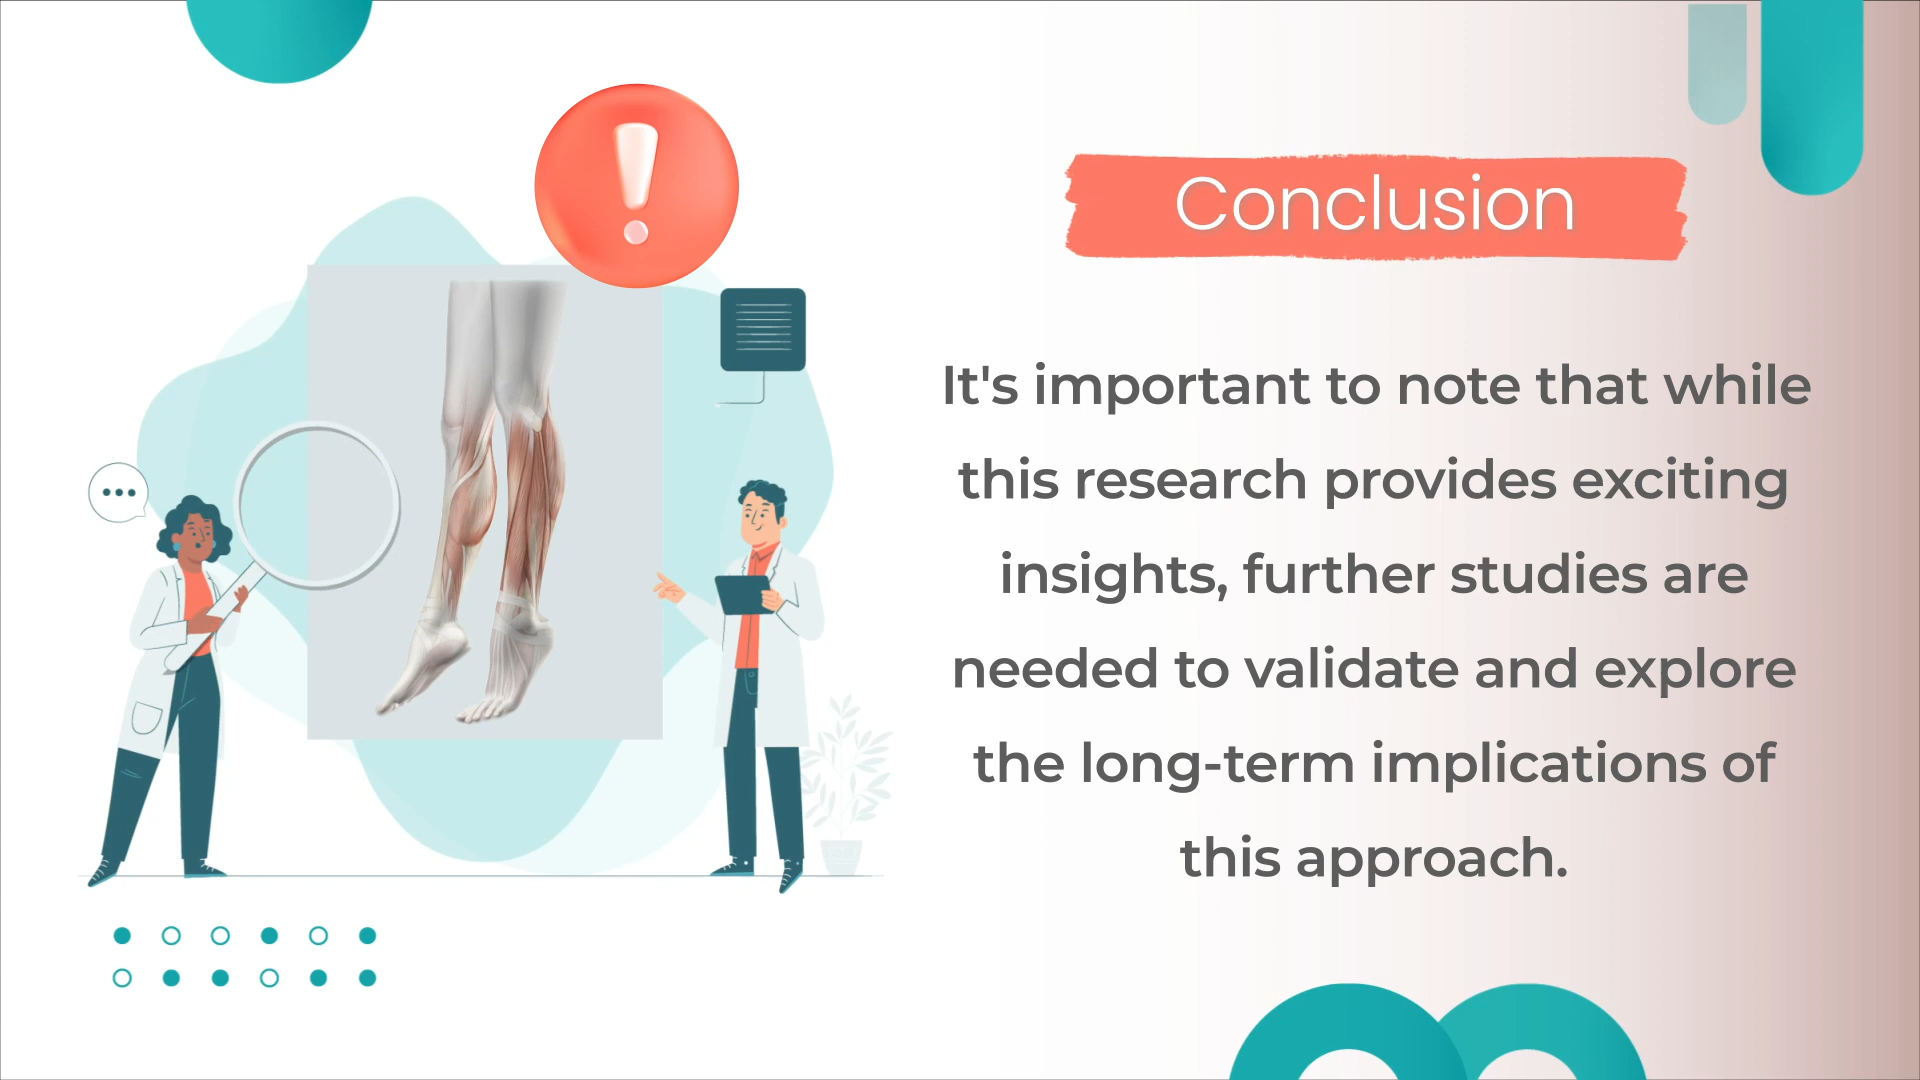 Conclusion
It's important to note that while
this research provides exciting
insights, further studies are
needed to validate and explore
the long-term implications of
this approach.